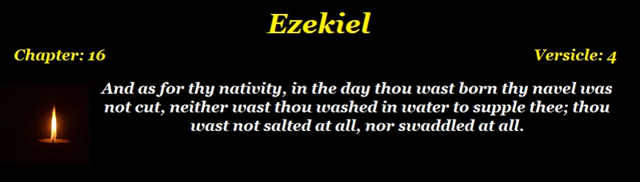 Ezekiel
Chapter: 16 Versicle: 4
And as for thy nativity, in the day thou wast born thy navel was
not cut, neither wast thou washed in water to supple thee; thou
wast not salted at all, nor swaddled at all.